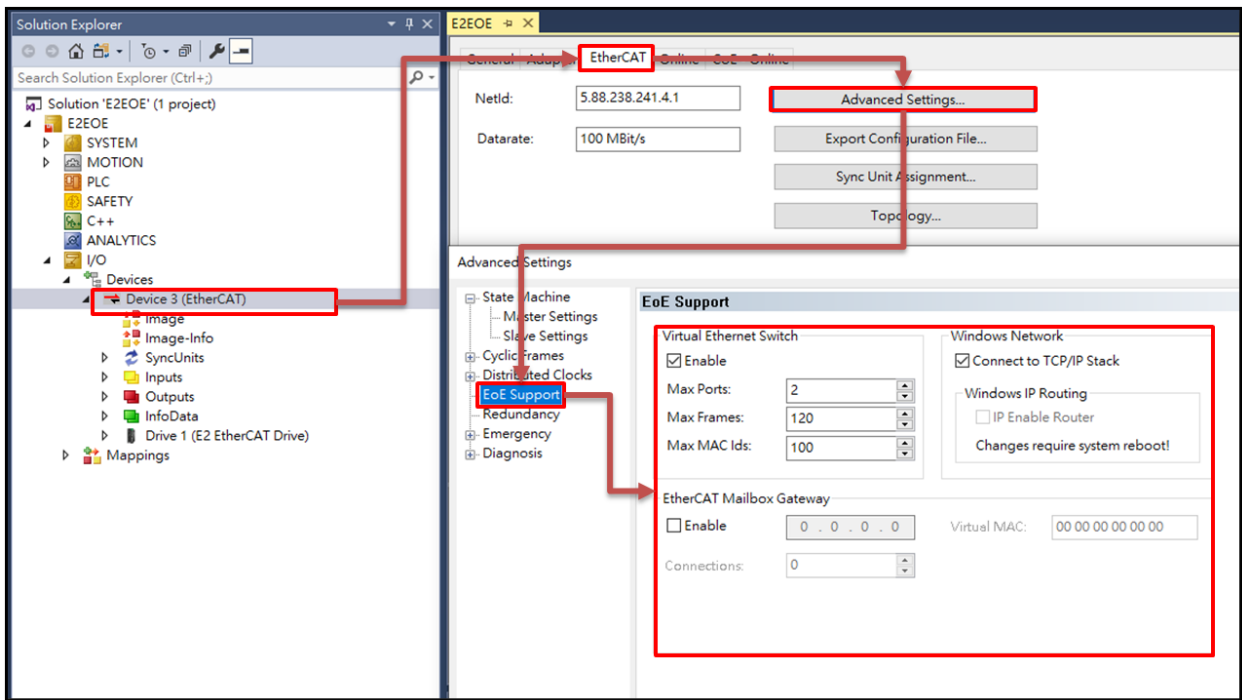 Solution Explorer
Search Solution Explorer (Ctrl+;)
Solution 'E2EOE' (1 project)
E2EOE
SYSTEM
MOTION
PLC
SAFETY
C++
ANALYTICS
I/O
Devices
Device 3 (EtherCAT)
Image
Image-Info
SyncUnits
Inputs
Outputs
InfoData
Drive 1 (E2 EtherCAT Drive)
Mappings
E2EOE
General Adapter EtherCAT Online CoE - Online
NetId: 5.88.238.241.4.1 Advanced Settings...
Datarate: 100 MBit/s Export Configuration File...
Sync Unit Assignment...
Topology...
Advanced Settings
State Machine
Master Settings
Slave Settings
Cyclic Frames
Distributed Clocks
EoE Support
Redundancy
Emergency
Diagnosis
EoE Support
Virtual Ethernet Switch
Enable
Max Ports: 2
Max Frames: 120
Max MAC Ids: 100
Windows Network
Connect to TCP/IP Stack
Windows IP Routing
IP Enable Router
Changes require system reboot!
EtherCAT Mailbox Gateway
Enable 0 . 0 . 0 . 0 Virtual MAC: 00 00 00 00 00 00
Connections: 0